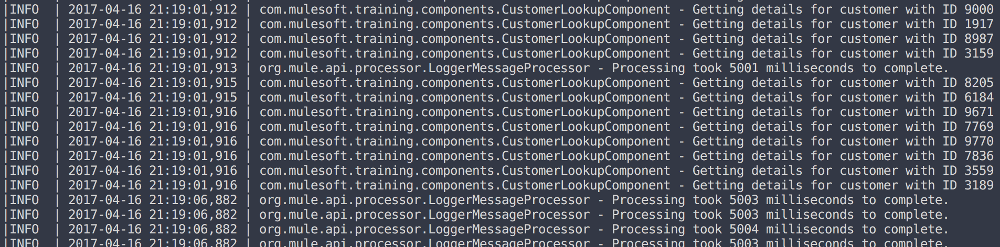 |INFO  | 2017-04-16 21:19:01,912 | com.mulesoft.training.components.CustomerLookupComponent - Getting details for customer with ID 9000
|INFO  | 2017-04-16 21:19:01,912 | com.mulesoft.training.components.CustomerLookupComponent - Getting details for customer with ID 1917
|INFO  | 2017-04-16 21:19:01,912 | com.mulesoft.training.components.CustomerLookupComponent - Getting details for customer with ID 8987
|INFO  | 2017-04-16 21:19:01,912 | com.mulesoft.training.components.CustomerLookupComponent - Getting details for customer with ID 3159
|INFO  | 2017-04-16 21:19:01,913 | org.mule.api.processor.LoggerMessageProcessor - Processing took 5001 milliseconds to complete.
|INFO  | 2017-04-16 21:19:01,915 | com.mulesoft.training.components.CustomerLookupComponent - Getting details for customer with ID 8205
|INFO  | 2017-04-16 21:19:01,915 | com.mulesoft.training.components.CustomerLookupComponent - Getting details for customer with ID 6184
|INFO  | 2017-04-16 21:19:01,916 | com.mulesoft.training.components.CustomerLookupComponent - Getting details for customer with ID 9671
|INFO  | 2017-04-16 21:19:01,916 | com.mulesoft.training.components.CustomerLookupComponent - Getting details for customer with ID 7769
|INFO  | 2017-04-16 21:19:01,916 | com.mulesoft.training.components.CustomerLookupComponent - Getting details for customer with ID 9770
|INFO  | 2017-04-16 21:19:01,916 | com.mulesoft.training.components.CustomerLookupComponent - Getting details for customer with ID 7836
|INFO  | 2017-04-16 21:19:01,916 | com.mulesoft.training.components.CustomerLookupComponent - Getting details for customer with ID 3559
|INFO  | 2017-04-16 21:19:01,916 | com.mulesoft.training.components.CustomerLookupComponent - Getting details for customer with ID 3189
|INFO  | 2017-04-16 21:19:06,882 | org.mule.api.processor.LoggerMessageProcessor - Processing took 5003 milliseconds to complete.
|INFO  | 2017-04-16 21:19:06,882 | org.mule.api.processor.LoggerMessageProcessor - Processing took 5003 milliseconds to complete.
|INFO  | 2017-04-16 21:19:06,882 | org.mule.api.processor.LoggerMessageProcessor - Processing took 5004 milliseconds to complete.
|INFO  | 2017-04-16 21:19:06,882 | org.mule.api.processor.LoggerMessageProcessor - Processing took 5003 milliseconds to complete.